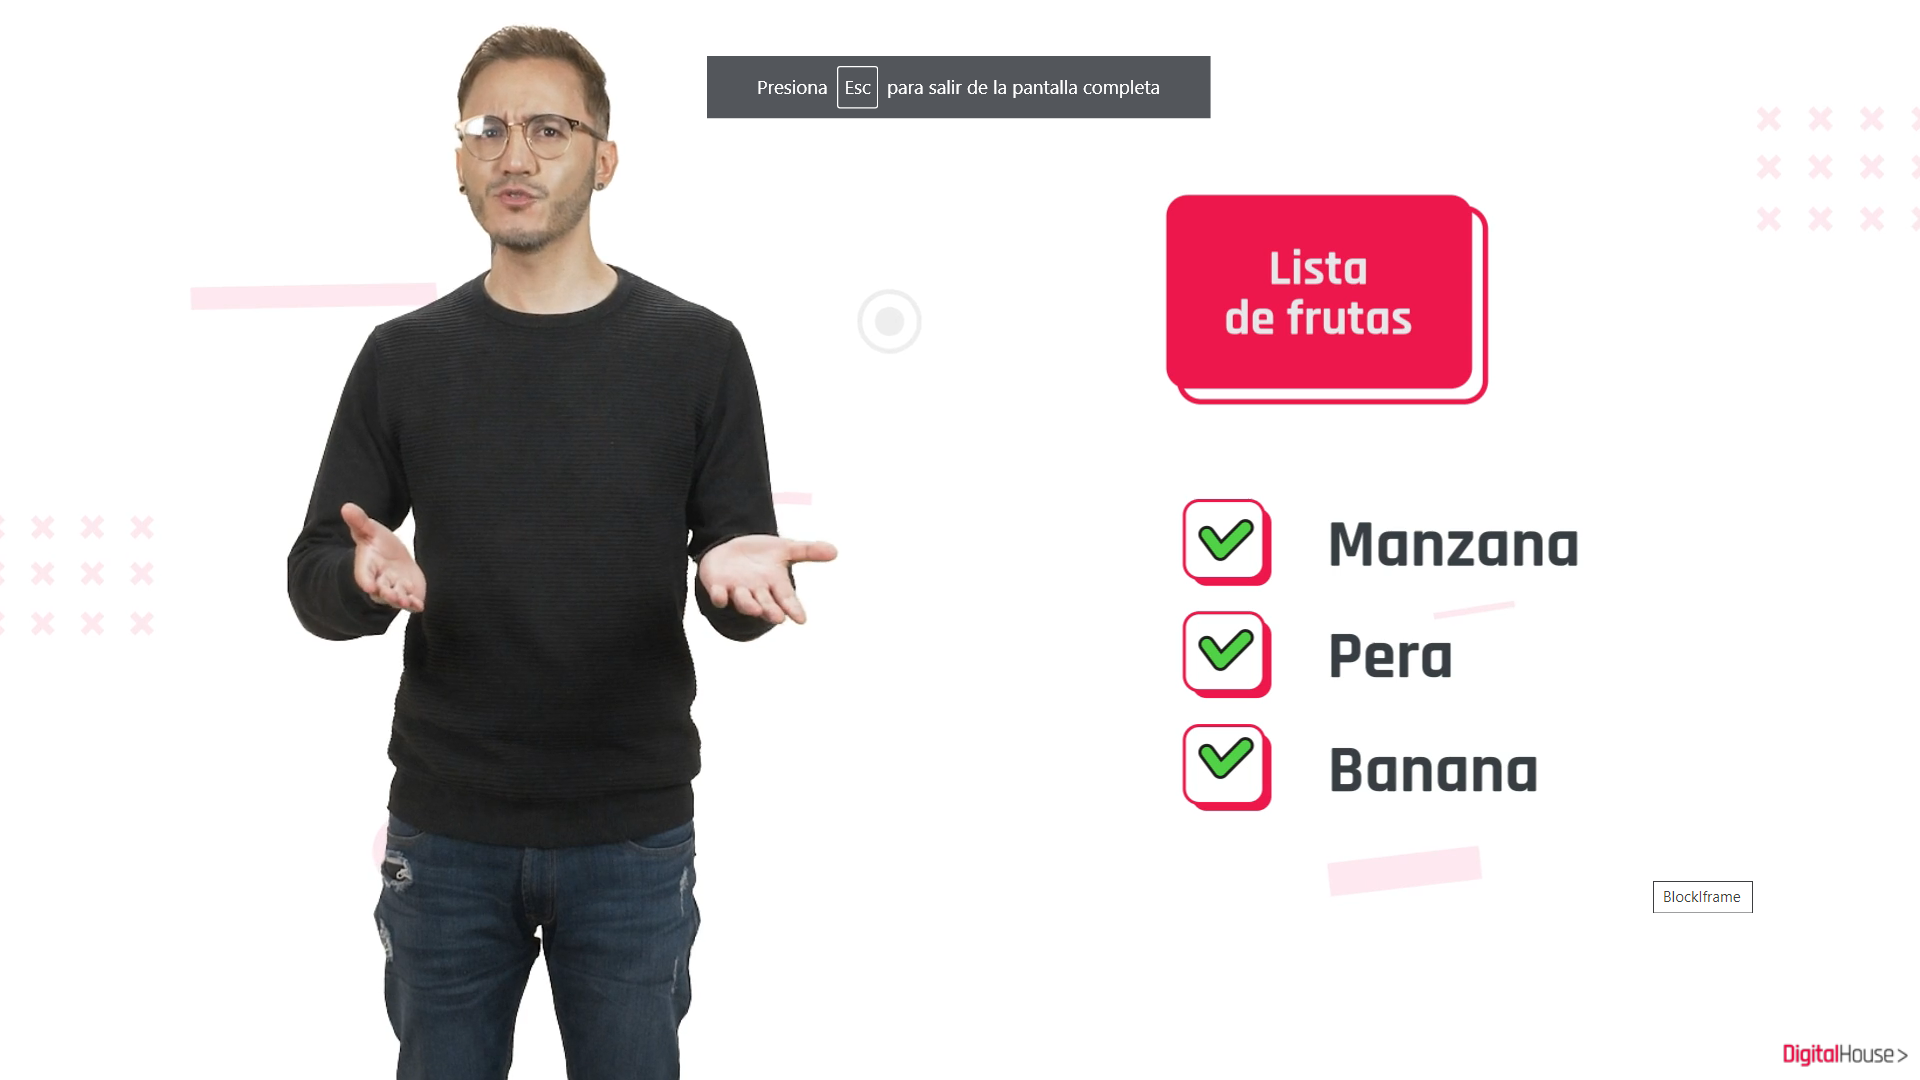 Presiona Esc para salir de la pantalla completa
Lista
de frutas
Manzana
Pera
Banana
BlockIframe
DigitalHouse>